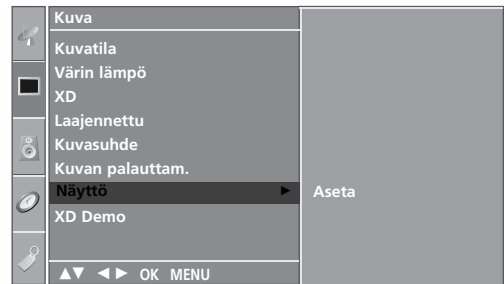 Kuva
Kuvatila
Värin lämpö
XD
Laajennettu
Kuvasuhde
Kuvan palauttam.
Näyttö ► Aseta
XD Demo
▲▼ ◄► OK MENU